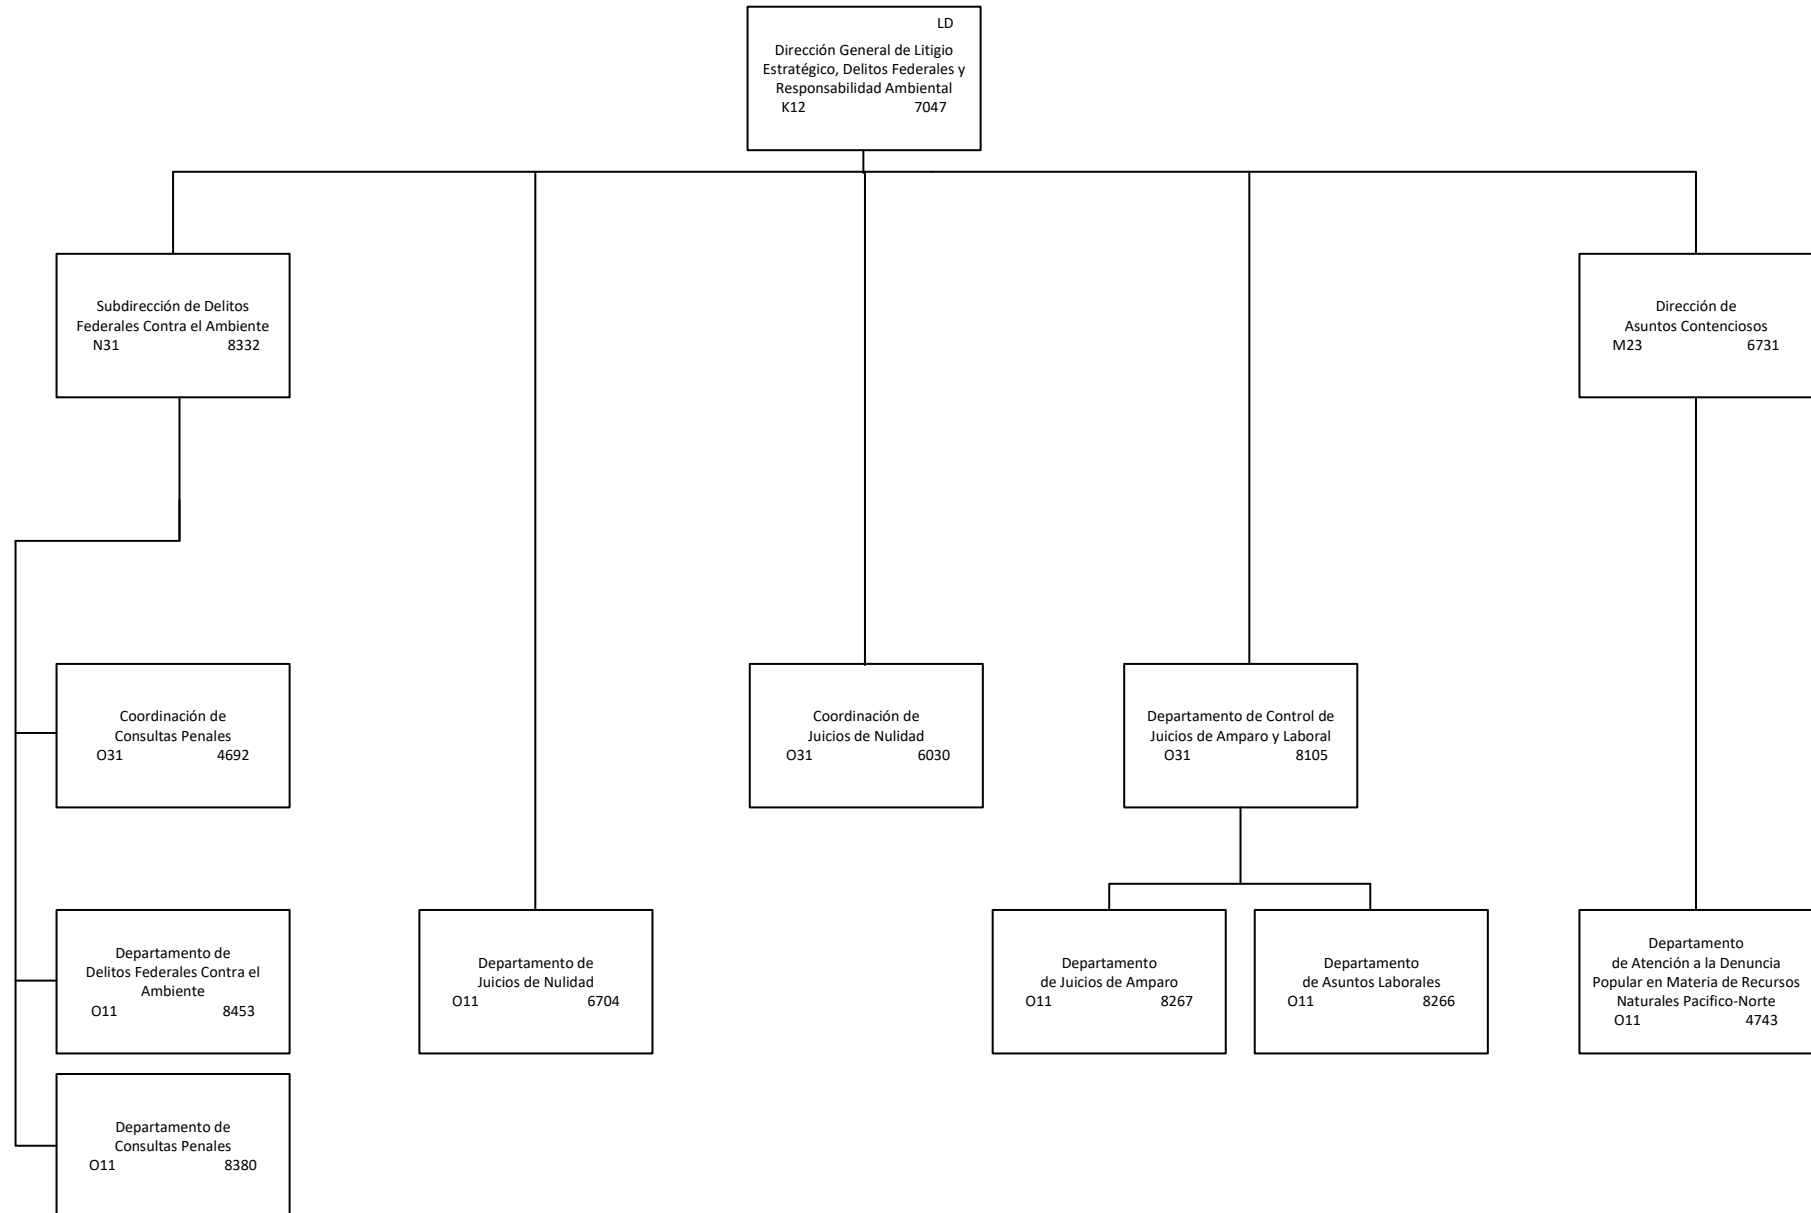 LD
Dirección General de Litigio
Estratégico, Delitos Federales y
Responsabilidad Ambiental
K12 7047
Subdirección de Delitos
Federales Contra el Ambiente
N31 8332
Dirección de
Asuntos Contenciosos
M23 6731
Coordinación de
Consultas Penales
O31 4692
Coordinación de
Juicios de Nulidad
O31 6030
Departamento de Control de
Juicios de Amparo y Laboral
O31 8105
Departamento de
Delitos Federales Contra el
Ambiente
O11 8453
Departamento de
Juicios de Nulidad
O11 6704
Departamento
de Juicios de Amparo
O11 8267
Departamento
de Asuntos Laborales
O11 8266
Departamento
de Atención a la Denuncia
Popular en Materia de Recursos
Naturales Pacifico-Norte
O11 4743
Departamento de
Consultas Penales
O11 8380